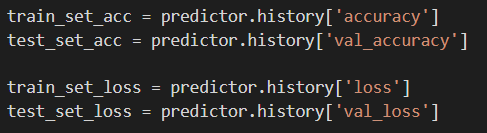 train_set_acc = predictor.history['accuracy']
test_set_acc = predictor.history['val_accuracy']
train_set_loss = predictor.history['loss']
test_set_loss = predictor.history['val_loss']